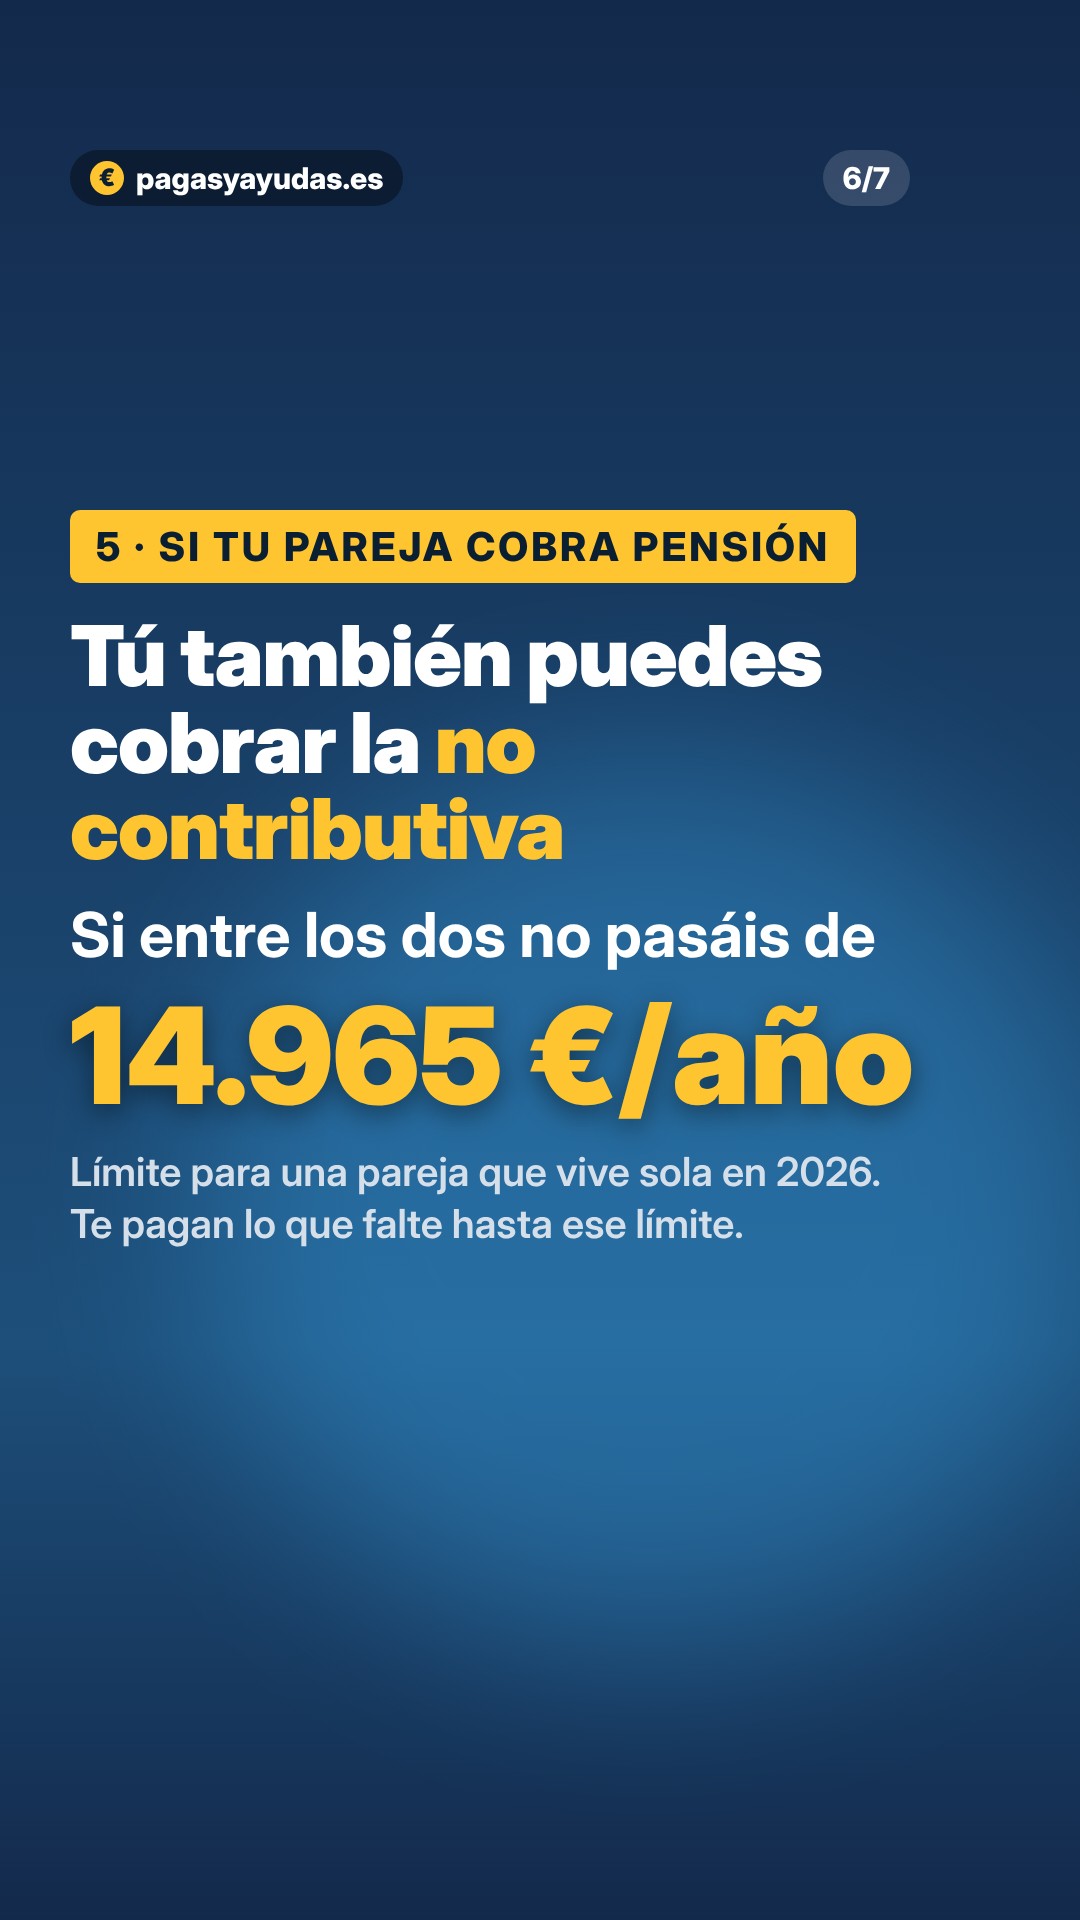 € pagasyayudas.es
6/7
5 · SI TU PAREJA COBRA PENSIÓN
Tú también puedes
cobrar la no
contributiva
Si entre los dos no pasáis de
14.965 €/año
Límite para una pareja que vive sola en 2026.
Te pagan lo que falte hasta ese límite.